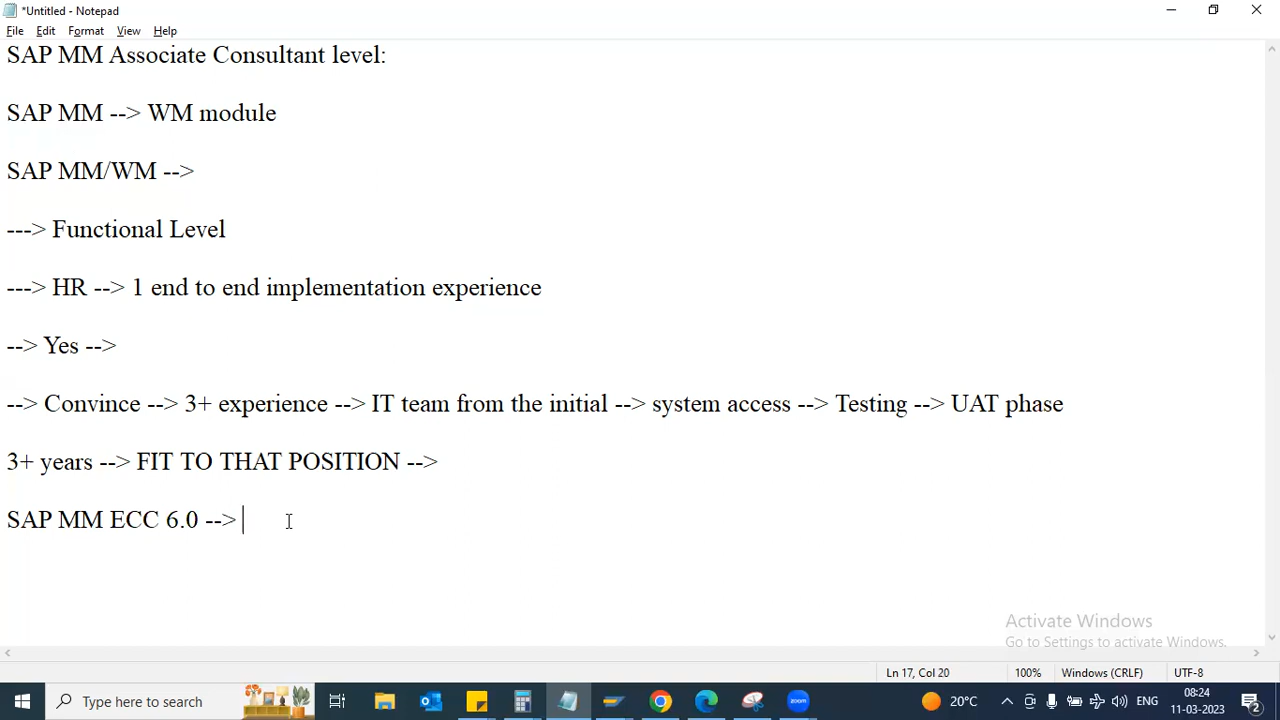 *Untitled - Notepad
File Edit Format View Help
SAP MM Associate Consultant level:
SAP MM --> WM module
SAP MM/WM -->
---> Functional Level
---> HR --> 1 end to end implementation experience
--> Yes -->
--> Convince --> 3+ experience --> IT team from the initial --> system access --> Testing --> UAT phase
3+ years --> FIT TO THAT POSITION -->
SAP MM ECC 6.0 -->
Activate Windows
Go to Settings to activate Windows.
Ln 17, Col 20 100% Windows (CRLF) UTF-8
Type here to search
zoom
20°C
ENG
08:24
11-03-2023
2